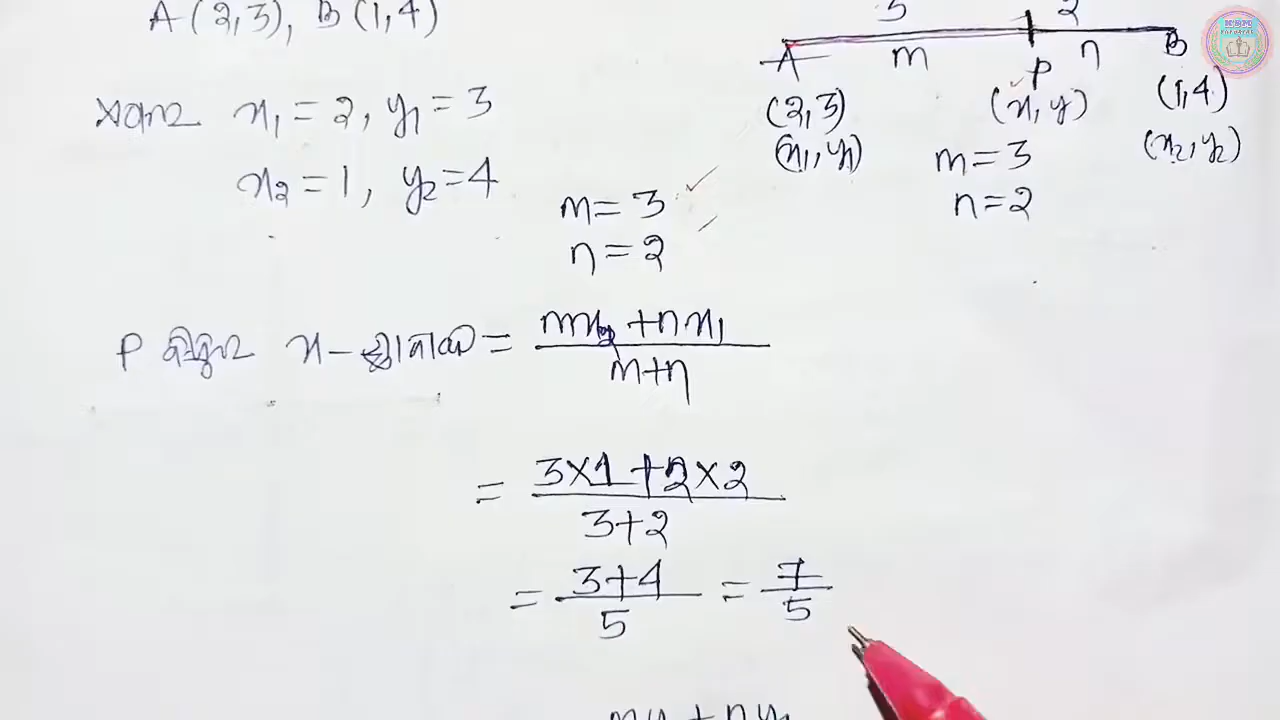 A (2,3), B (1,4)
ଏଠାରେ x₁ = 2, y₁ = 3
x₂ = 1, y₂ = 4
m = 3
n = 2
3 2
A m P n B
(2,3) (x, y) (1,4)
(x₁, y₁) (x₂, y₂)
m = 3
n = 2
P ବିନ୍ଦୁର x - ସ୍ଥାନାଙ୍କ = mx₂ + nx₁
m+n
= 3×1 + 2×2
3+2
= 3+4 = 7
5 5